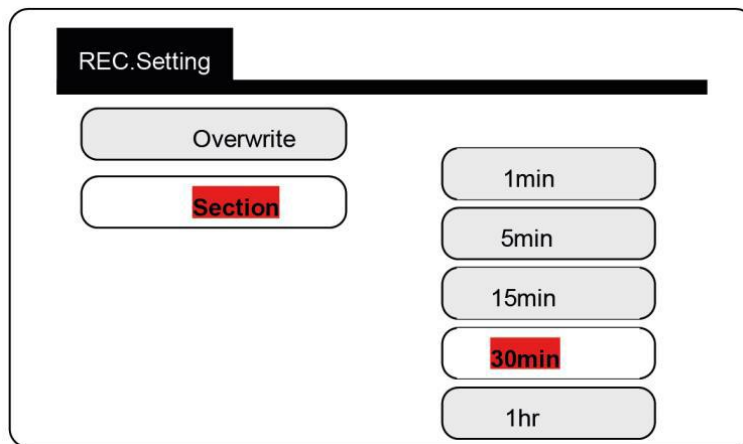 REC.Setting
Overwrite
Section
1min
5min
15min
30min
1hr